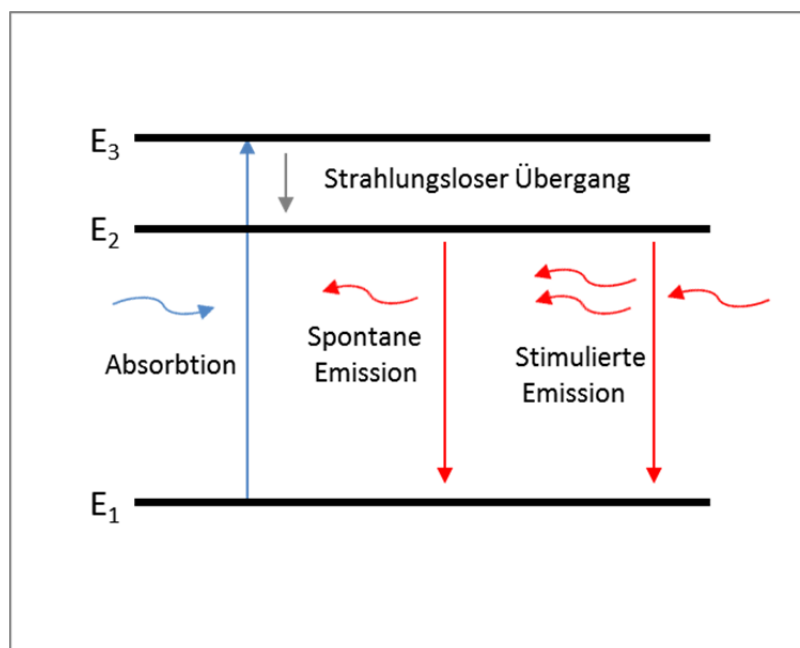 E₃
Strahlungsloser Übergang
E₂
Absorbtion
Spontane
Emission
Stimulierte
Emission
E₁